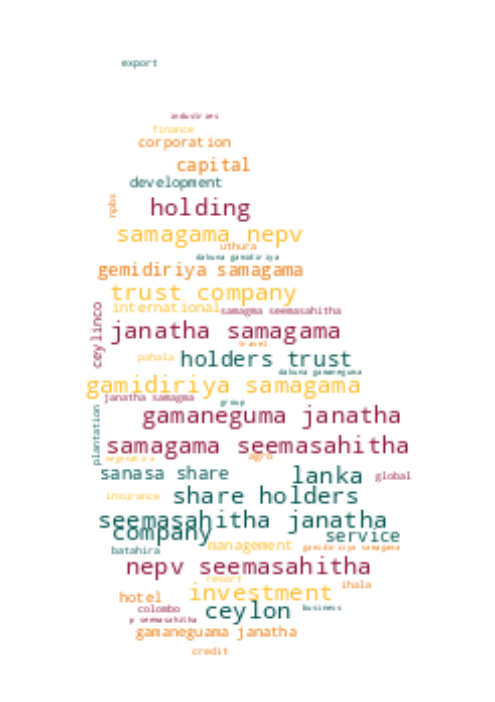 export
industries
finance
corporation
capital
development
npbs
holding
samagama nepv
uthura
dakuna gamidiriya
gemidiriya samagama
trust company
international
samagma seemasahitha
ceylinco
janatha samagama
travel
pahala
holders trust
dakuna gamaneguma
gamidiriya samagama
janatha samagma
group
plantation
gamaneguma janatha
samagama seemasahitha
agro
sanasa share
lanka
global
insurance
share holders
seemasahitha janatha
company
service
management
batahira
gamidiriya samagama
nepv seemasahitha
resort
ihala
investment
hotel
colombo
ceylon
business
p seemasahitha
gamaneguama janatha
credit